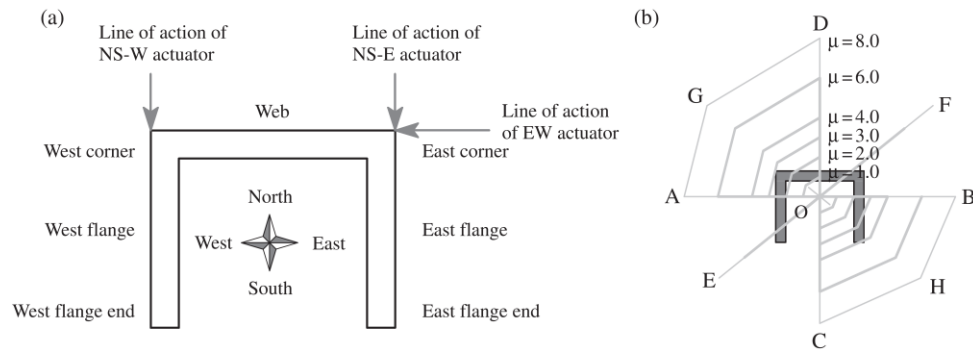 (a)
Line of action of
NS-W actuator
Line of action of
NS-E actuator
Web
Line of action
of EW actuator
West corner
East corner
North
West flange
West
East
East flange
South
West flange end
East flange end
(b)
D
μ = 8.0
μ = 6.0
G
F
μ = 4.0
μ = 3.0
μ = 2.0
μ = 1.0
A
O
B
E
H
C